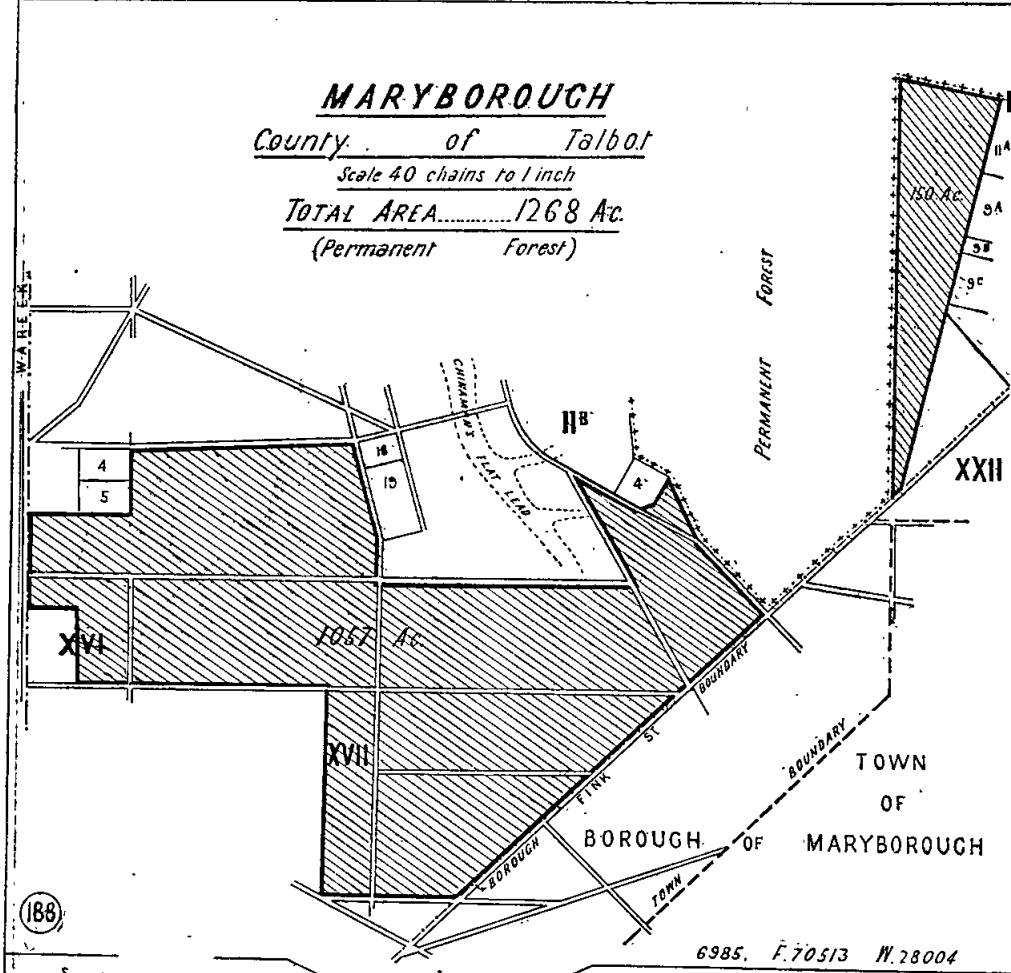 MARYBOROUGH
County of Talbot
Scale 40 chains to 1 inch
TOTAL AREA..........1268 Ac.
(Permanent Forest)
WAREEK
PERMANENT FOREST
150 Ac.
11A
9A
9B
9C
XXII
CHINAMEN'S FLAT LEAD
IIB
4
18
19
4
5
XVI
1057 Ac.
XVII
BOROUGH FINK ST BOUNDARY
TOWN BOUNDARY
TOWN
OF
MARYBOROUGH
BOROUGH OF
188
6985. F.70513 W.28004